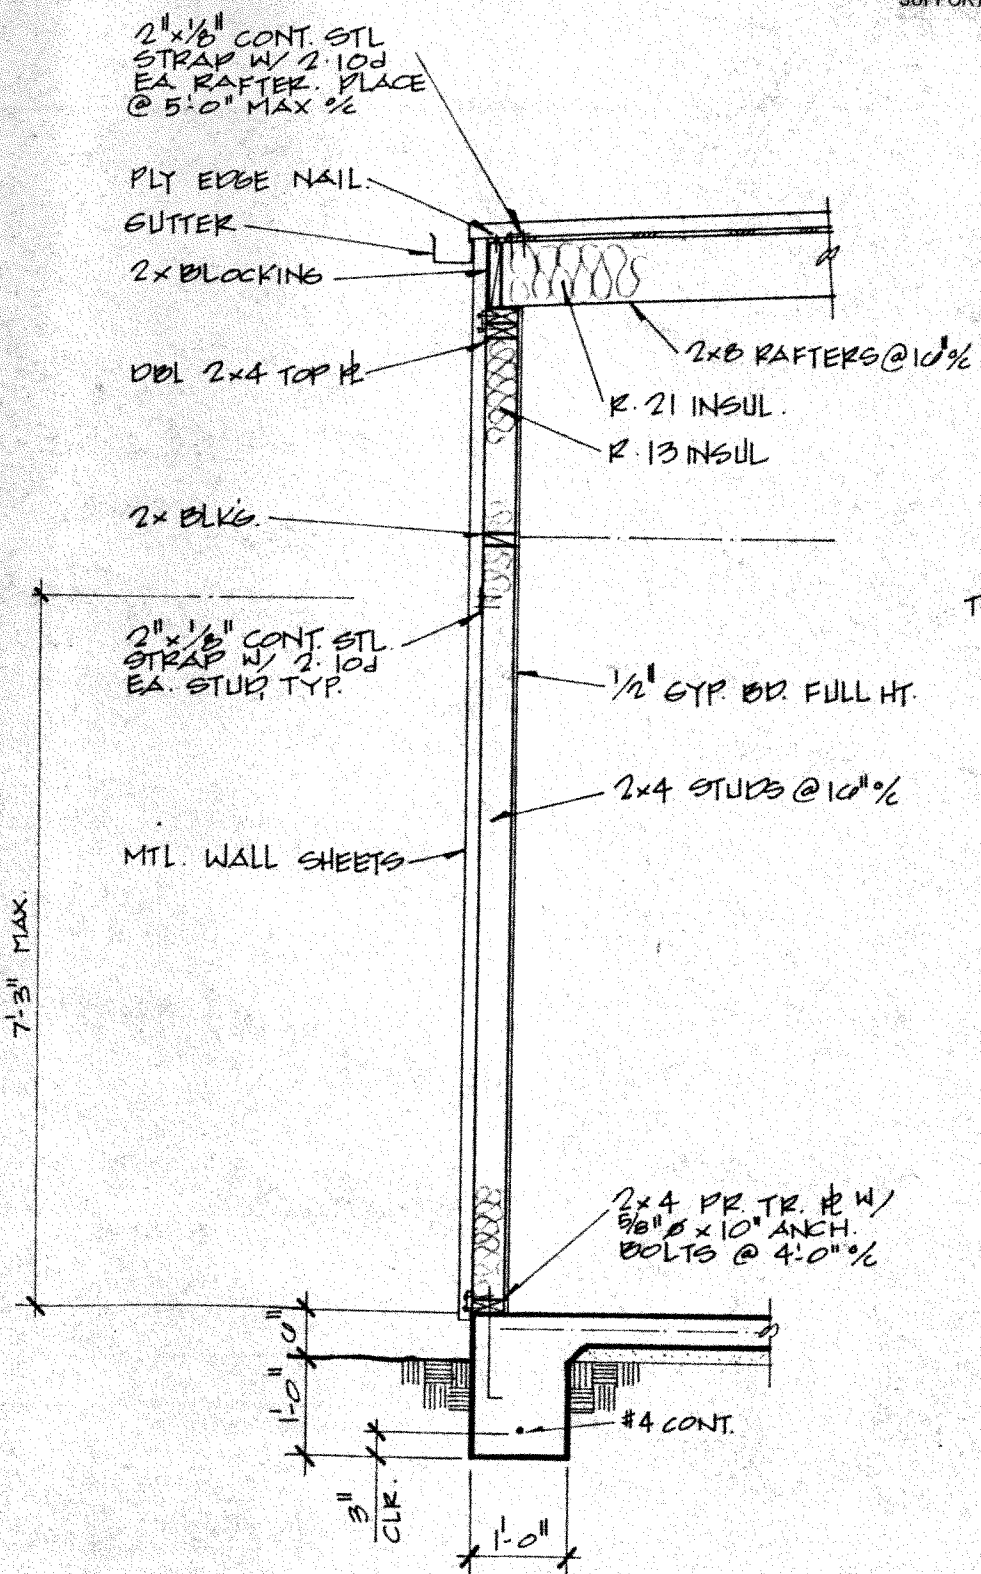 2"x1/8" CONT. STL
STRAP W/ 2-10d
EA. RAFTER. PLACE
@ 5'-0" MAX o/c
PLY EDGE NAIL.
GUTTER
2x BLOCKING
DBL 2x4 TOP PL
2x8 RAFTERS @ 16" o/c
R-21 INSUL.
R-13 INSUL
2x BLK'G.
2"x1/8" CONT. STL
STRAP W/ 2-10d
EA. STUD, TYP.
T
1/2" GYP. BD. FULL HT.
2x4 STUDS @ 16" o/c
MTL. WALL SHEETS
7'-3" MAX.
2x4 PR. TR. PL W/
5/8" ø x 10" ANCH.
BOLTS @ 4'-0" o/c
6"
1'-0"
#4 CONT.
3"
CLR.
1'-0"